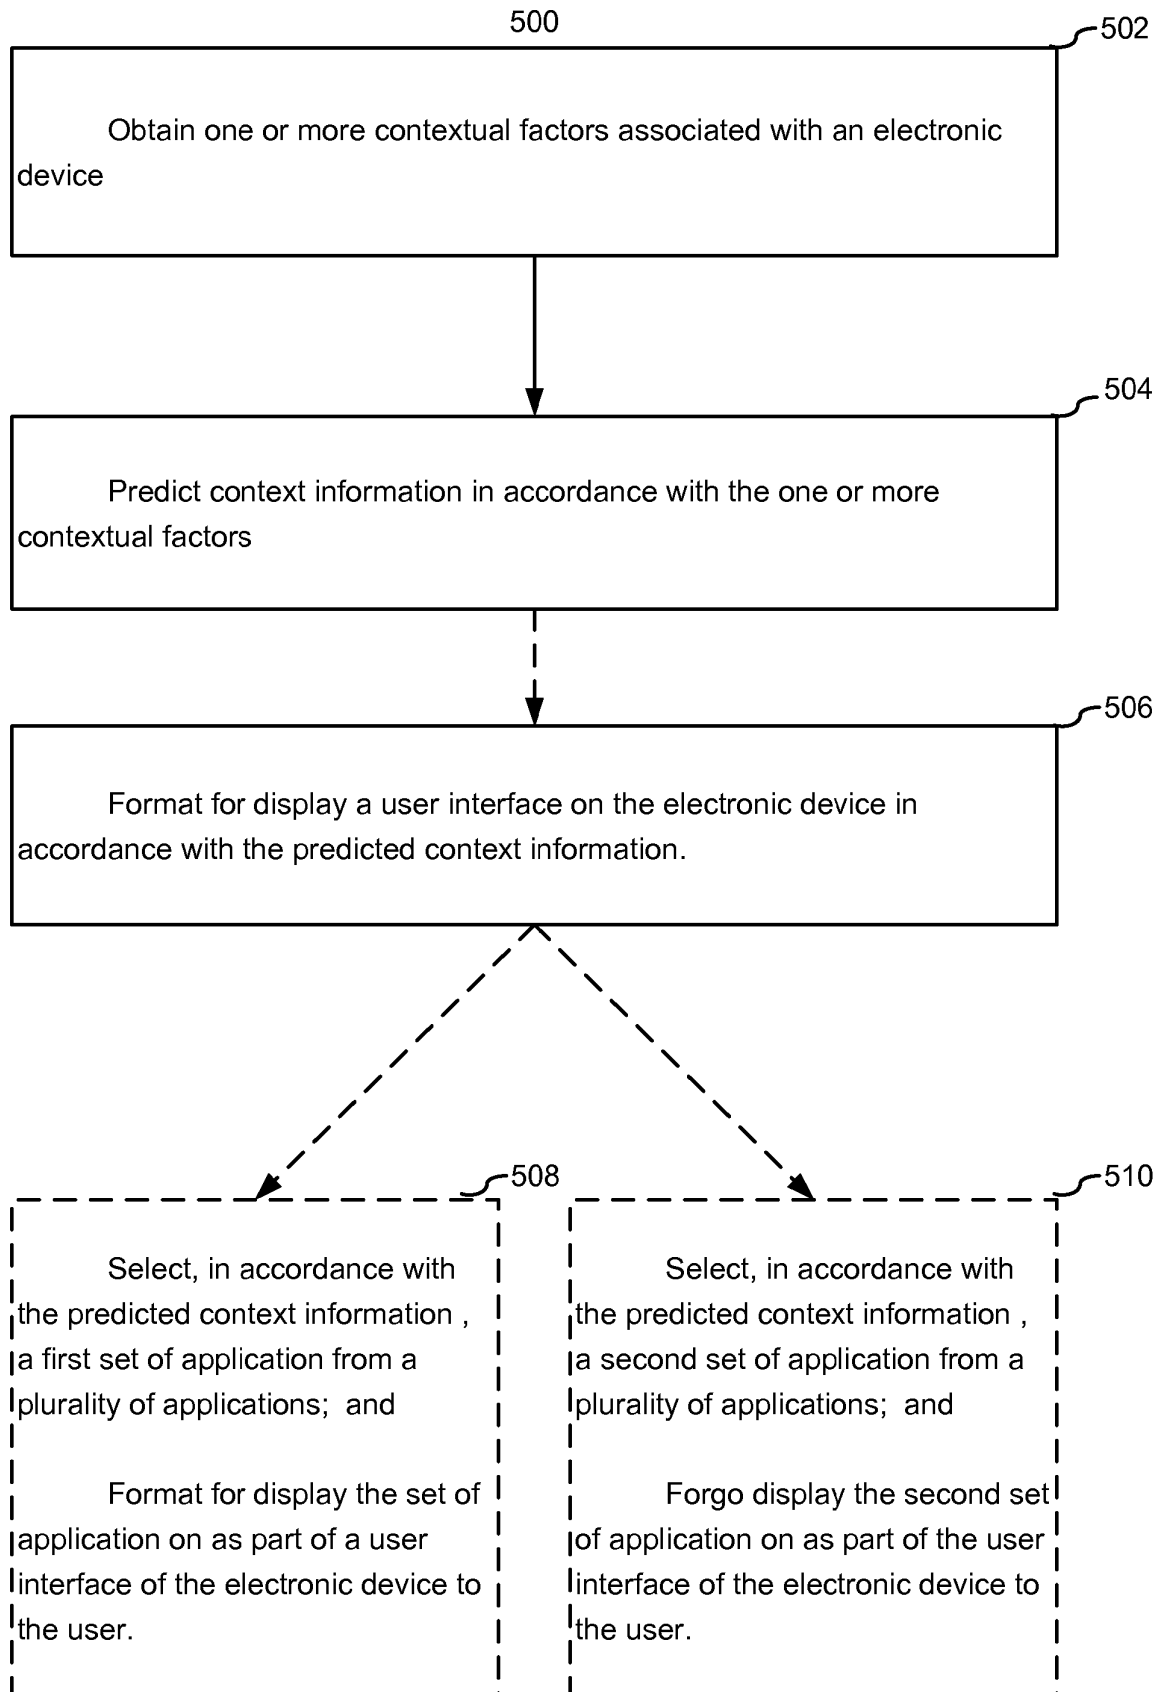 500
502
Obtain one or more contextual factors associated with an electronic
device
504
Predict context information in accordance with the one or more
contextual factors
506
Format for display a user interface on the electronic device in
accordance with the predicted context information.
508
Select, in accordance with
the predicted context information ,
a first set of application from a
plurality of applications;  and
Format for display the set of
application on as part of a user
interface of the electronic device to
the user.
510
Select, in accordance with
the predicted context information ,
a second set of application from a
plurality of applications;  and
Forgo display the second set
of application on as part of the user
interface of the electronic device to
the user.